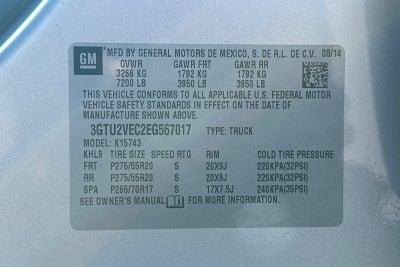 GM MFD BY GENERAL MOTORS DE MEXICO, S. DE R.L. DE C.V. 08/14
GVWR GAWR FRT GAWR RR
3266 KG 1792 KG 1792 KG
7200 LB 3950 LB 3950 LB
THIS VEHICLE CONFORMS TO ALL APPLICABLE U.S. FEDERAL MOTOR
VEHICLE SAFETY STANDARDS IN EFFECT ON THE DATE OF
MANUFACTURE SHOWN ABOVE.
3GTU2VEC2EG567017 TYPE: TRUCK
MODEL: K15743
KHL9 TIRE SIZE SPEED RTG RIM COLD TIRE PRESSURE
FRT P275/55R20 S 20X9J 220KPA(32PSI)
RR P275/55R20 S 20X9J 220KPA(32PSI)
SPA P265/70R17 S 17X7.5J 240KPA(35PSI)
SEE OWNER'S MANUAL FOR MORE INFORMATION.